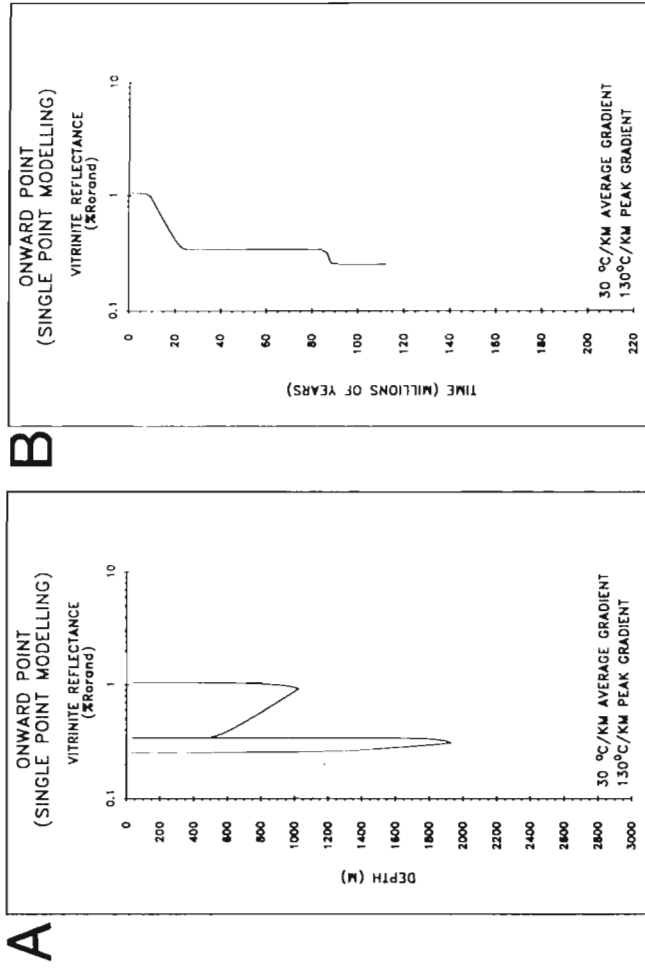 A
ONWARD POINT
(SINGLE POINT MODELLING)
VITRINITE REFLECTANCE
(%Rorand)
0.1 1 10
DEPTH (M)
0
200
400
600
800
1000
1200
1400
1600
1800
2000
2200
2400
2600
2800
3000
30 °C/KM AVERAGE GRADIENT
130°C/KM PEAK GRADIENT
B
ONWARD POINT
(SINGLE POINT MODELLING)
VITRINITE REFLECTANCE
(%Rorand)
0.1 1 10
TIME (MILLIONS OF YEARS)
0
20
40
60
80
100
120
140
160
180
200
220
30 °C/KM AVERAGE GRADIENT
130°C/KM PEAK GRADIENT